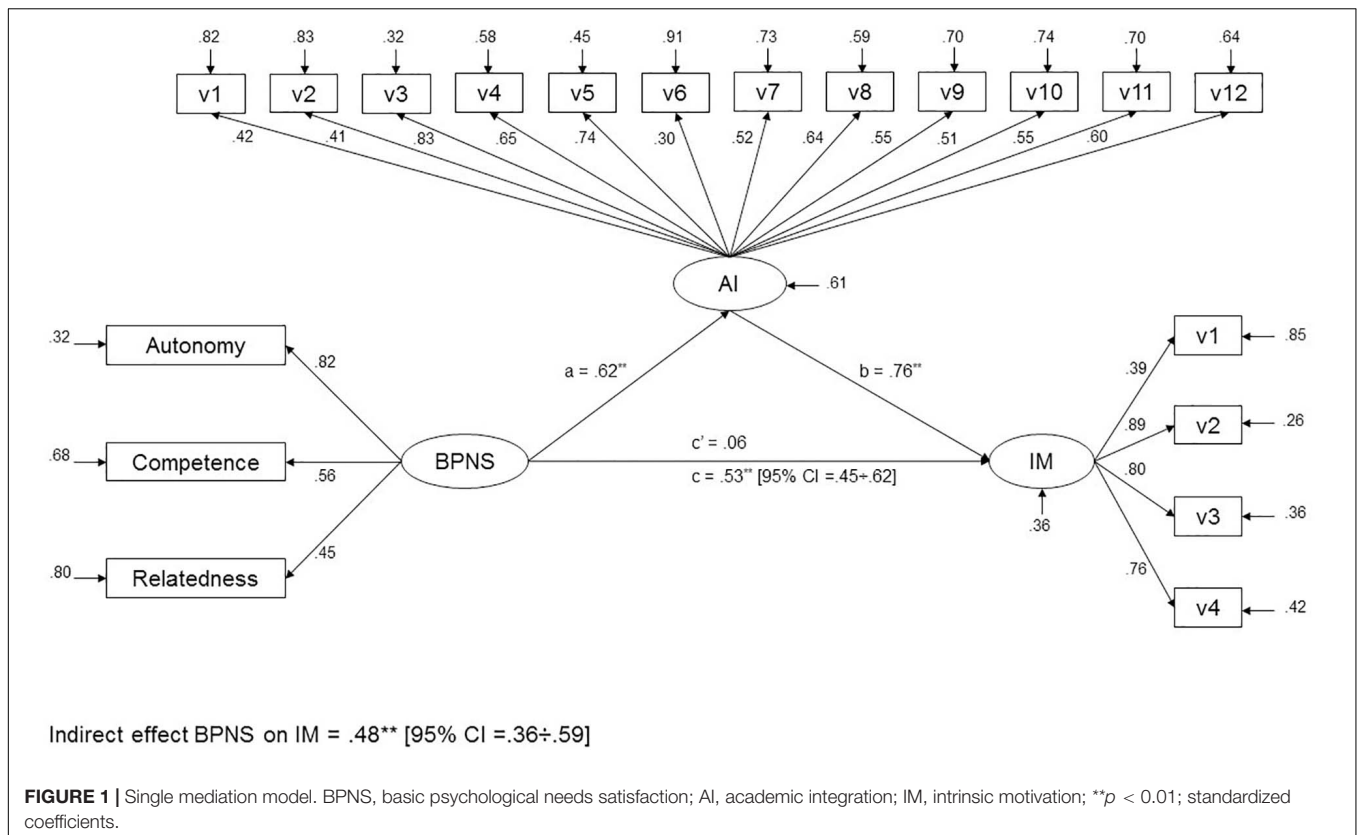 .82 .83 .32 .58 .45 .91 .73 .59 .70 .74 .70 .64
v1 v2 v3 v4 v5 v6 v7 v8 v9 v10 v11 v12
.42 .41 .83 .65 .74 .30 .52 .64 .55 .51 .55 .60
AI .61
.32 Autonomy .82
a = .62** b = .76**
.68 Competence .56
BPNS
c' = .06
c = .53** [95% CI =.45÷.62]
IM
.36
.80 Relatedness .45
.39 v1 .85
.89 v2 .26
.80 v3 .36
.76 v4 .42
Indirect effect BPNS on IM = .48** [95% CI =.36÷.59]
FIGURE 1 | Single mediation model. BPNS, basic psychological needs satisfaction; AI, academic integration; IM, intrinsic motivation; **p < 0.01; standardized
coefficients.